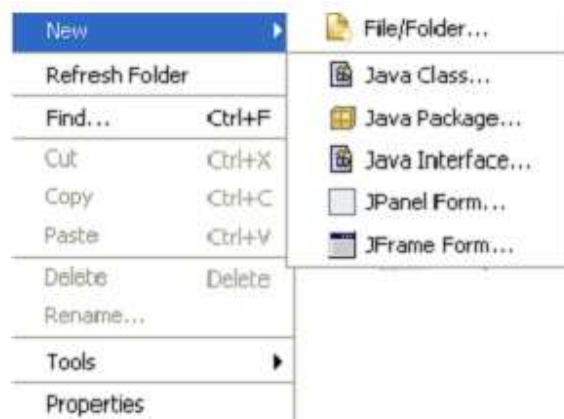 New
Refresh Folder
Find... Ctrl+F
Cut Ctrl+X
Copy Ctrl+C
Paste Ctrl+V
Delete Delete
Rename...
Tools
Properties
File/Folder...
Java Class...
Java Package...
Java Interface...
JPanel Form...
JFrame Form...